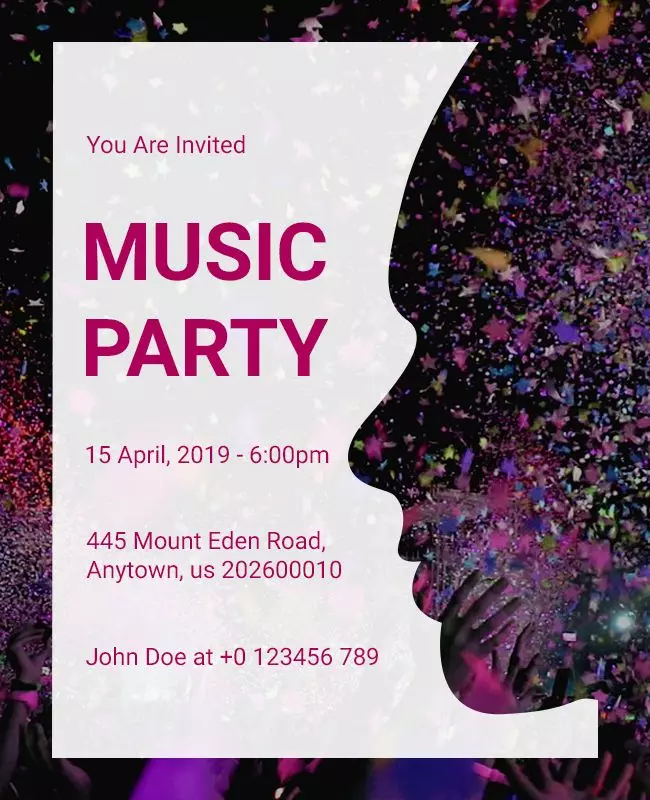 You Are Invited
MUSIC
PARTY
15 April, 2019 - 6:00pm
445 Mount Eden Road,
Anytown, us 202600010
John Doe at +0 123456 789